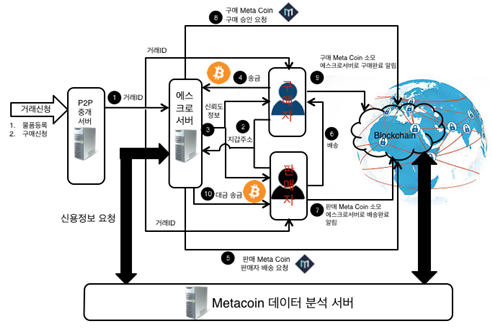 8 구매 Meta Coin
구매 승인 요청
거래ID
거래신청
1. 물품등록
2. 구매신청
P2P
중개
서버
1 거래ID
에스
크로
서버
4 송금
신뢰도
정보
3
2
지갑주소
구매자
9
구매 Meta Coin 소모
에스크로서버로 구매완료 알림
Blockchain
6
배송
판매자
10
대금 송금
7 판매 Meta Coin 소모
에스크로서버로 배송완료
알림
신용정보 요청
거래ID
5 판매 Meta Coin
판매자 배송 요청
Metacoin 데이터 분석 서버